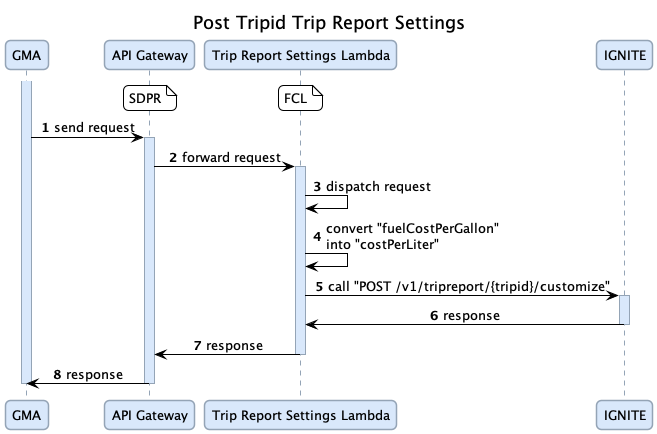 Post Tripid Trip Report Settings
GMA
API Gateway
Trip Report Settings Lambda
IGNITE
SDPR
FCL
1 send request
2 forward request
3 dispatch request
4 convert "fuelCostPerGallon"
into "costPerLiter"
5 call "POST /v1/tripreport/{tripid}/customize"
6 response
7 response
8 response
GMA
API Gateway
Trip Report Settings Lambda
IGNITE